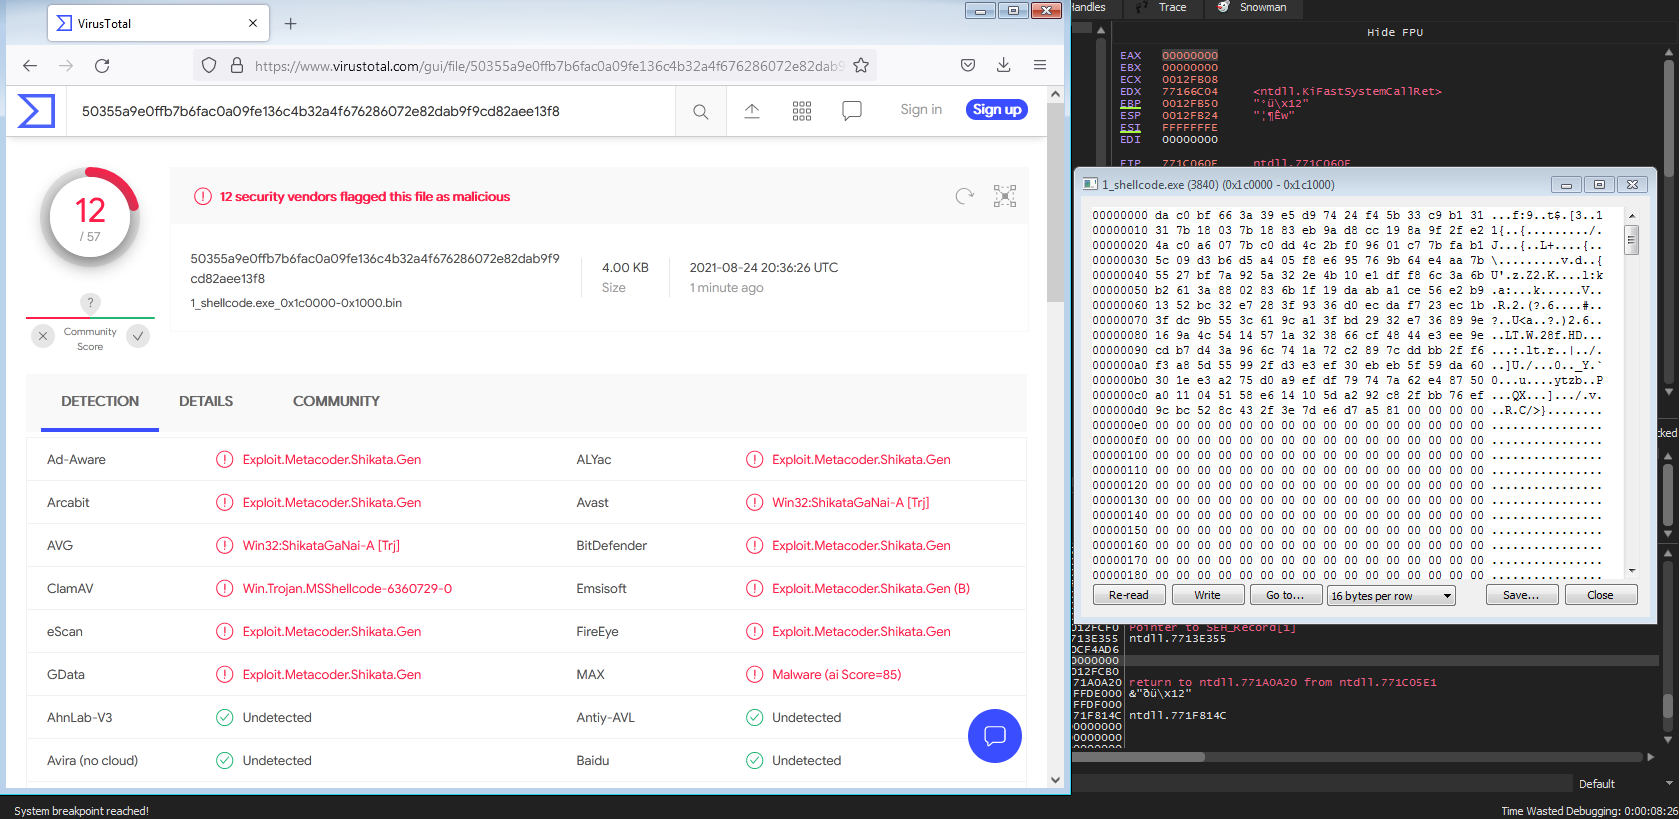 VirusTotal
https://www.virustotal.com/gui/file/50355a9e0ffb7b6fac0a09fe136c4b32a4f676286072e82dab9
50355a9e0ffb7b6fac0a09fe136c4b32a4f676286072e82dab9f9cd82aee13f8
Sign in
Sign up
12
/ 57
?
Community
Score
12 security vendors flagged this file as malicious
50355a9e0ffb7b6fac0a09fe136c4b32a4f676286072e82dab9f9
cd82aee13f8
1_shellcode.exe_0x1c0000-0x1000.bin
4.00 KB
Size
2021-08-24 20:36:26 UTC
1 minute ago
DETECTION DETAILS COMMUNITY
Ad-Aware Exploit.Metacoder.Shikata.Gen ALYac Exploit.Metacoder.Shikata.Gen
Arcabit Exploit.Metacoder.Shikata.Gen Avast Win32:ShikataGaNai-A [Trj]
AVG Win32:ShikataGaNai-A [Trj] BitDefender Exploit.Metacoder.Shikata.Gen
ClamAV Win.Trojan.MSShellcode-6360729-0 Emsisoft Exploit.Metacoder.Shikata.Gen (B)
eScan Exploit.Metacoder.Shikata.Gen FireEye Exploit.Metacoder.Shikata.Gen
GData Exploit.Metacoder.Shikata.Gen MAX Malware (ai Score=85)
AhnLab-V3 Undetected Antiy-AVL Undetected
Avira (no cloud) Undetected Baidu Undetected
Handles Trace Snowman
Hide FPU
EAX 00000000
EBX 00000000
ECX 0012FB08
EDX 77166C04 <ntdll.KiFastSystemCallRet>
EBP 0012FB50
ESP 0012FB24
ESI FFFFFFFE
EDI 00000000
EIP 771C060F ntdll.771C060F
1_shellcode.exe (3840) (0x1c0000 - 0x1c1000)
00000000 da c0 bf 66 3a 39 e5 d9 74 24 f4 5b 33 c9 b1 31 ...f:9..t$.[3..1
00000010 31 7b 18 03 7b 18 83 eb 9a d8 cc 19 8a 9f 2f e2 1{..{........./.
00000020 4a c0 a6 07 7b c0 dd 4c 2b f0 96 01 c7 7b fa b1 J...{..L+....{..
00000030 5c 09 d3 b6 d5 a4 05 f8 e6 95 76 9b 64 e4 aa 7b \.........v.d..{
00000040 55 27 bf 7a 92 5a 32 2e 4b 10 e1 df f8 6c 3a 6b U'.z.Z2.K....l:k
00000050 b2 61 3a 88 02 83 6b 1f 19 da ab a1 ce 56 e2 b9 .a:...k......V..
00000060 13 52 bc 32 e7 28 3f 93 36 d0 ec da f7 23 ec 1b .R.2.(?.6....#..
00000070 3f dc 9b 55 3c 61 9c a1 3f bd 29 32 e7 36 89 9e ?..U<a..?.)2.6..
00000080 16 9a 4c 54 14 57 1a 32 38 66 cf 48 44 e3 ee 9e ..LT.W.28f.HD...
00000090 cd b7 d4 3a 96 6c 74 1a 72 c2 89 7c dd bb 2f f6 ...:.lt.r..|../.
000000a0 f3 a8 5d 55 99 2f d3 e3 ef 30 eb eb 5f 59 da 60 ..]U./...0.._Y.`
000000b0 30 1e e3 a2 75 d0 a9 ef df 79 74 7a 62 e4 87 50 0...u....ytzb..P
000000c0 a0 11 04 51 58 e6 14 10 5d a2 92 c8 2f bb 76 ef ...QX...].../.v.
000000d0 9c bc 52 8c 43 2f 3e 7d e6 d7 a5 81 00 00 00 00 ..R.C/>}........
000000e0 00 00 00 00 00 00 00 00 00 00 00 00 00 00 00 00 ................
000000f0 00 00 00 00 00 00 00 00 00 00 00 00 00 00 00 00 ................
00000100 00 00 00 00 00 00 00 00 00 00 00 00 00 00 00 00 ................
00000110 00 00 00 00 00 00 00 00 00 00 00 00 00 00 00 00 ................
00000120 00 00 00 00 00 00 00 00 00 00 00 00 00 00 00 00 ................
00000130 00 00 00 00 00 00 00 00 00 00 00 00 00 00 00 00 ................
00000140 00 00 00 00 00 00 00 00 00 00 00 00 00 00 00 00 ................
00000150 00 00 00 00 00 00 00 00 00 00 00 00 00 00 00 00 ................
00000160 00 00 00 00 00 00 00 00 00 00 00 00 00 00 00 00 ................
00000170 00 00 00 00 00 00 00 00 00 00 00 00 00 00 00 00 ................
00000180 00 00 00 00 00 00 00 00 00 00 00 00 00 00 00 00 ................
Re-read Write Go to... 16 bytes per row Save... Close
012FCF0 Pointer to SEH_Record[1]
713E355 ntdll.7713E355
0CF4AD6
0000000
012FCB0
71A0A20 return to ntdll.771A0A20 from ntdll.771C05E1
FFDE000 &"ðü\x12"
FFDF000
71F814C ntdll.771F814C
0000000
0000000
Default
System breakpoint reached!
Time Wasted Debugging: 0:00:08:26